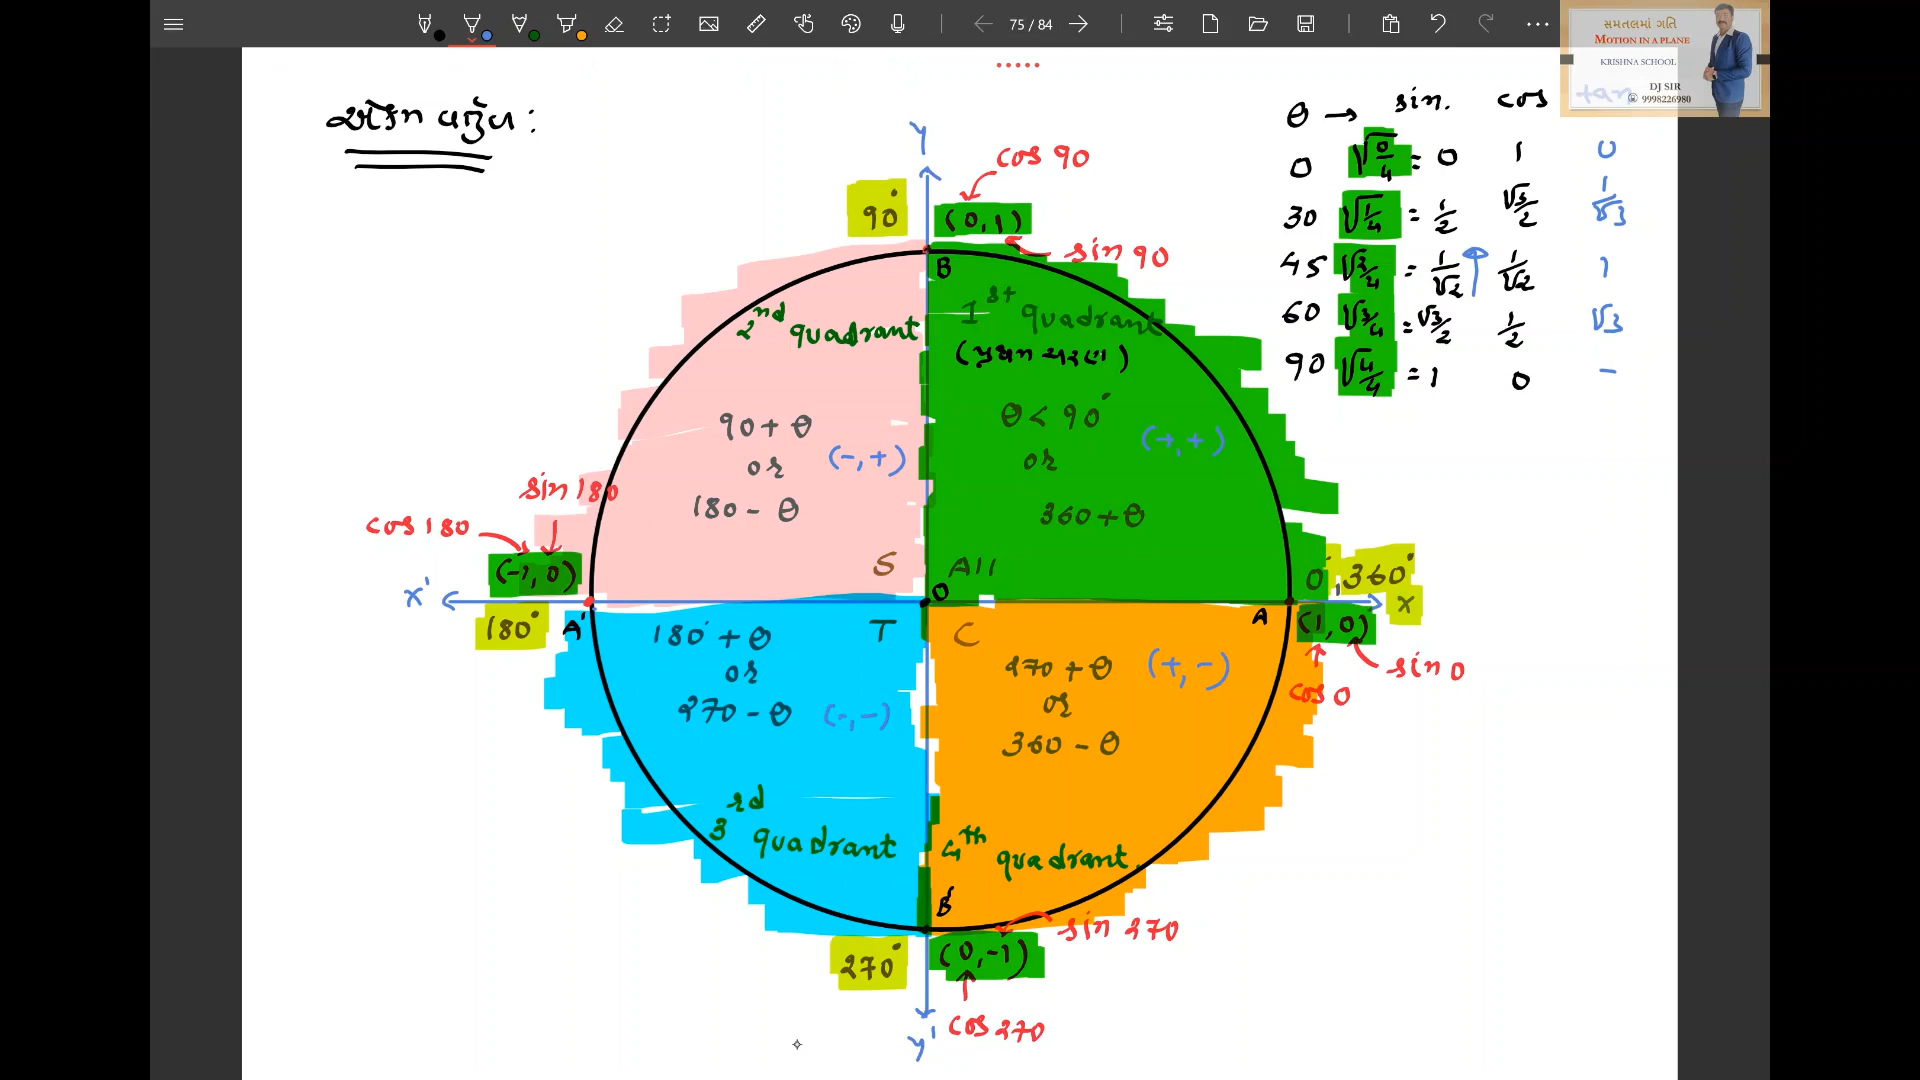 75 / 84
સમતલમાં ગતિ
MOTION IN A PLANE
KRISHNA SCHOOL
DJ SIR
9998226980
એકમ વર્તુળ :
θ → sin. cos tan
0 √0/4 = 0 1 0
30 √1/4 = 1/2 √3/2 1/√3
45 √2/4 = 1/√2 1/√2 1
60 √3/4 = √3/2 1/2 √3
90 √4/4 = 1 0 -
y
cos 90
90° (0,1)
sin 90
B
2nd quadrant
1st quadrant
(પ્રથમ ચરણ)
90 + θ
or
180 - θ
(-,+)
θ < 90°
or
360 + θ
(+,+)
sin 180
cos 180
(-1, 0)
S All
0°, 360°
x' O x
180° A'
T C
A (1, 0)
cos 0 sin 0
180° + θ
or
270 - θ
(-,-)
270 + θ
or
360 - θ
(+,-)
3rd quadrant
4th quadrant
B'
sin 270
270° (0,-1)
cos 270
y'